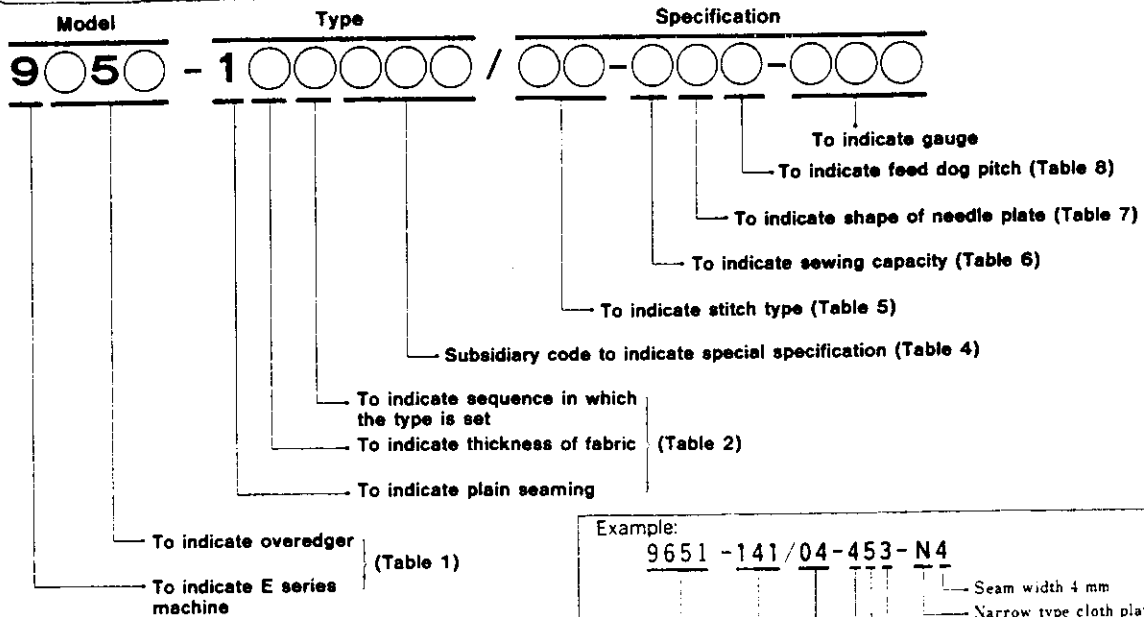 Model Type Specification
9○5○ -1○○○○○ / ○○-○○○-○○○
To indicate gauge
To indicate feed dog pitch (Table 8)
To indicate shape of needle plate (Table 7)
To indicate sewing capacity (Table 6)
To indicate stitch type (Table 5)
Subsidiary code to indicate special specification (Table 4)
To indicate sequence in which
the type is set
To indicate thickness of fabric (Table 2)
To indicate plain seaming
To indicate overedger
(Table 1)
To indicate E series
machine
Example:
9651 -141/04-453-N4
Seam width 4 mm
Narrow type cloth plat